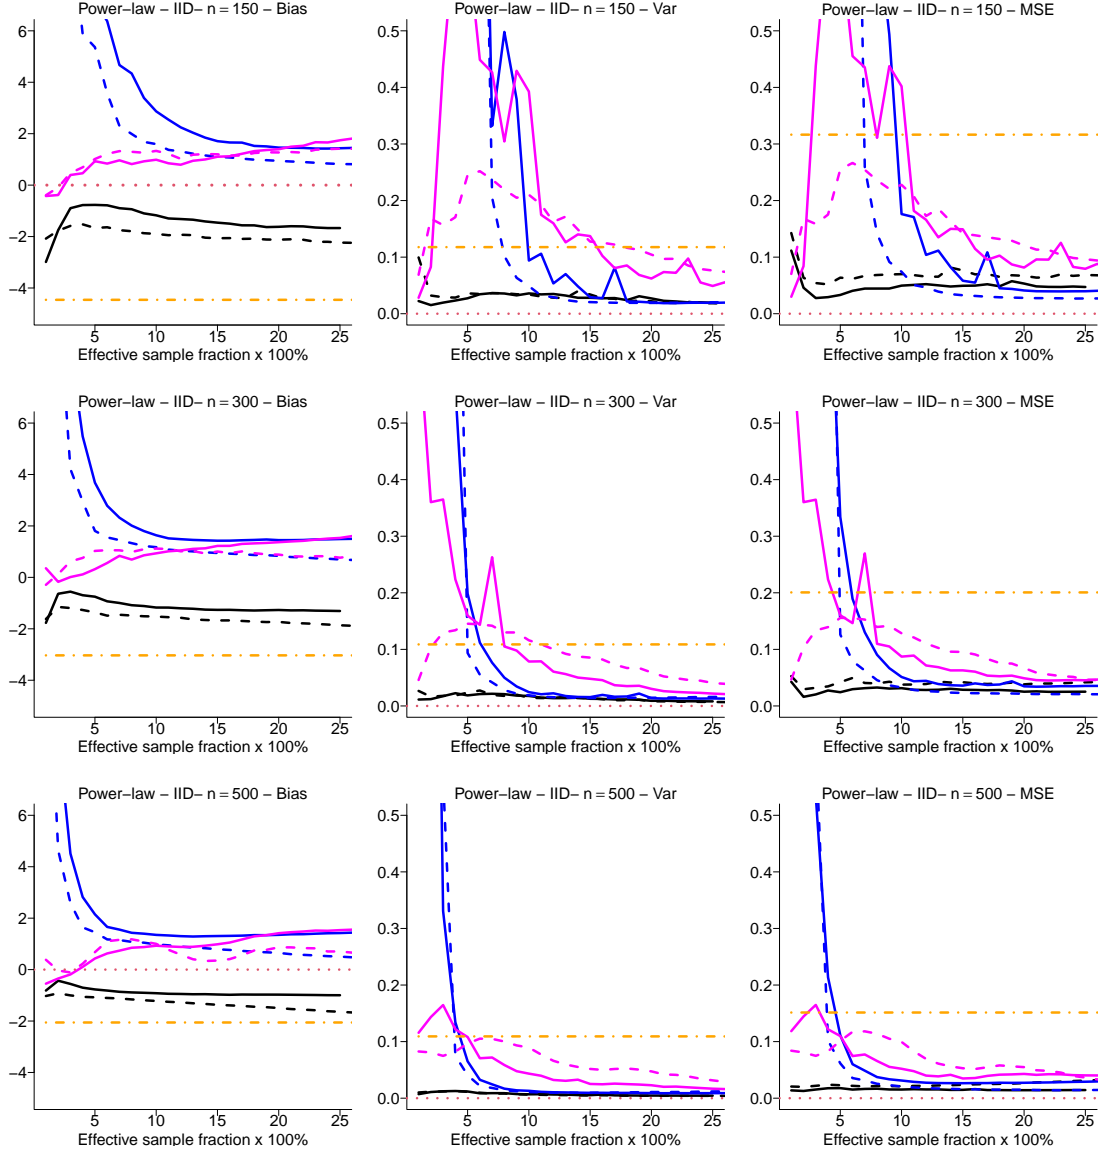 Power−law − IID− n = 150 − Bias
6
4
2
0
−2
−4
5 10 15 20 25
Effective sample fraction x 100%
Power−law − IID− n = 150 − Var
0.5
0.4
0.3
0.2
0.1
0.0
5 10 15 20 25
Effective sample fraction x 100%
Power−law − IID− n = 150 − MSE
0.5
0.4
0.3
0.2
0.1
0.0
5 10 15 20 25
Effective sample fraction x 100%
Power−law − IID− n = 300 − Bias
6
4
2
0
−2
−4
5 10 15 20 25
Effective sample fraction x 100%
Power−law − IID− n = 300 − Var
0.5
0.4
0.3
0.2
0.1
0.0
5 10 15 20 25
Effective sample fraction x 100%
Power−law − IID− n = 300 − MSE
0.5
0.4
0.3
0.2
0.1
0.0
5 10 15 20 25
Effective sample fraction x 100%
Power−law − IID− n = 500 − Bias
6
4
2
0
−2
−4
5 10 15 20 25
Effective sample fraction x 100%
Power−law − IID− n = 500 − Var
0.5
0.4
0.3
0.2
0.1
0.0
5 10 15 20 25
Effective sample fraction x 100%
Power−law − IID− n = 500 − MSE
0.5
0.4
0.3
0.2
0.1
0.0
5 10 15 20 25
Effective sample fraction x 100%